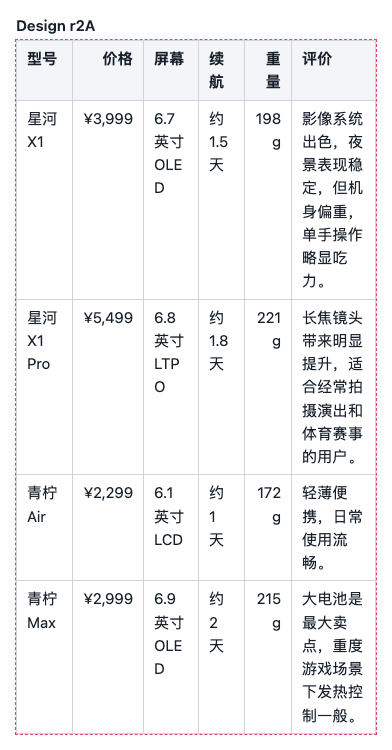 Design r2A
型号 价格 屏幕 续航 重量 评价
星河 X1 ¥3,999 6.7 英寸 OLED 约 1.5 天 198 g 影像系统出色，夜景表现稳定，但机身偏重，单手操作略显吃力。
星河 X1 Pro ¥5,499 6.8 英寸 LTPO 约 1.8 天 221 g 长焦镜头带来明显提升，适合经常拍摄演出和体育赛事的用户。
青柠 Air ¥2,299 6.1 英寸 LCD 约 1 天 172 g 轻薄便携，日常使用流畅。
青柠 Max ¥2,999 6.9 英寸 OLED 约 2 天 215 g 大电池是最大卖点，重度游戏场景下发热控制一般。